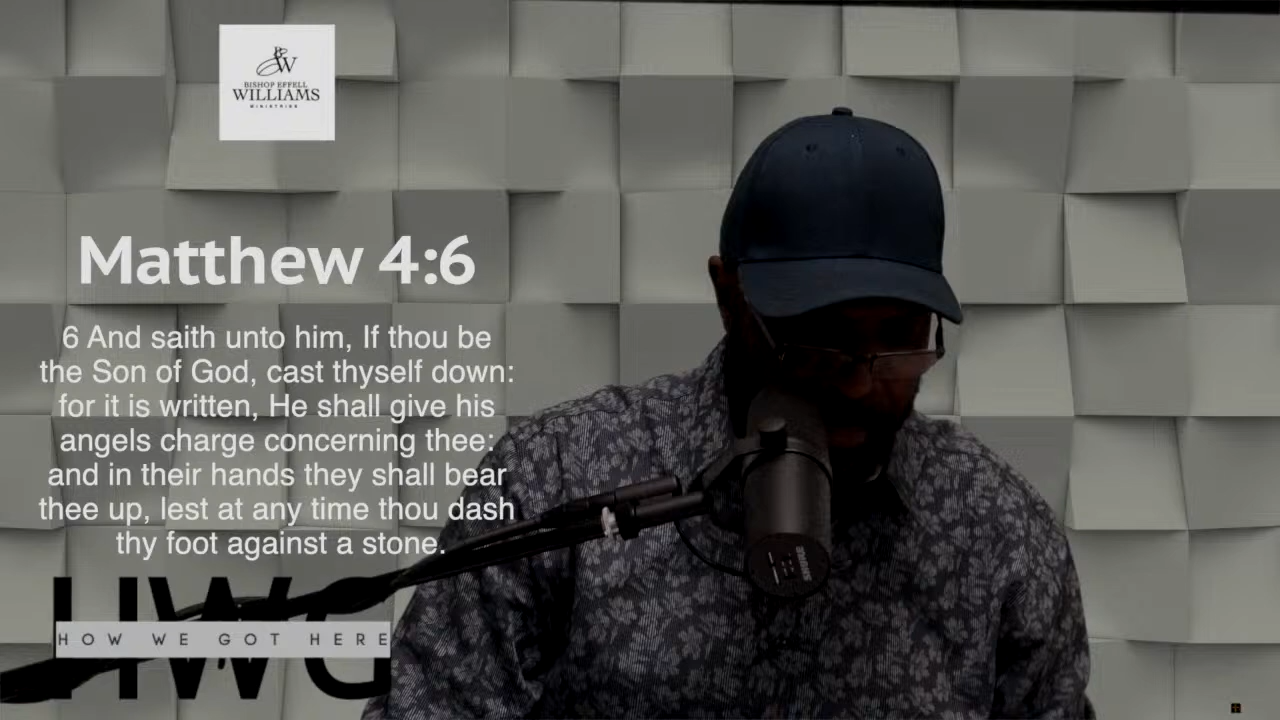 BW
BISHOP EFFELL
WILLIAMS
MINISTRIES
Matthew 4:6
6 And saith unto him, If thou be
the Son of God, cast thyself down:
for it is written, He shall give his
angels charge concerning thee:
and in their hands they shall bear
thee up, lest at any time thou dash
thy foot against a stone.
HWG
HOW WE GOT HERE
SHURE